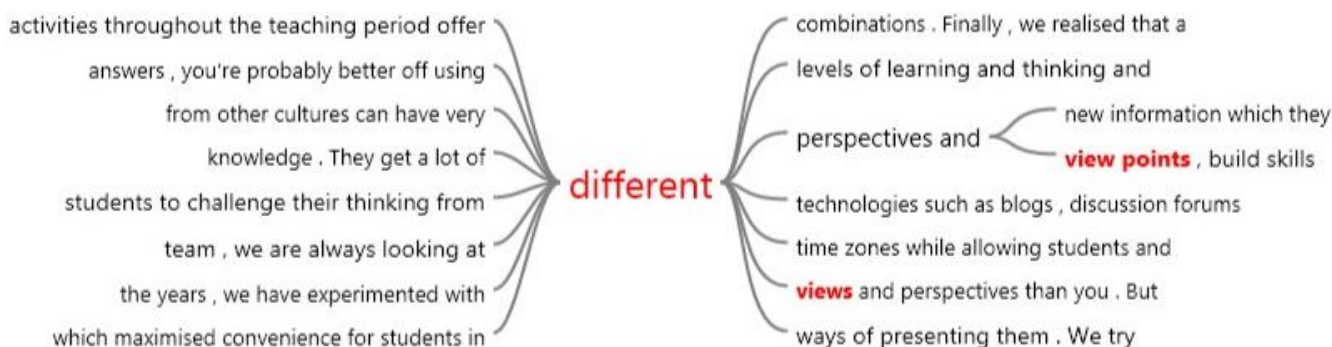 activities throughout the teaching period offer
answers , you're probably better off using
from other cultures can have very
knowledge . They get a lot of
students to challenge their thinking from
team , we are always looking at
the years , we have experimented with
which maximised convenience for students in
different
combinations . Finally , we realised that a
levels of learning and thinking and
perspectives and
new information which they
view points , build skills
technologies such as blogs , discussion forums
time zones while allowing students and
views and perspectives than you . But
ways of presenting them . We try